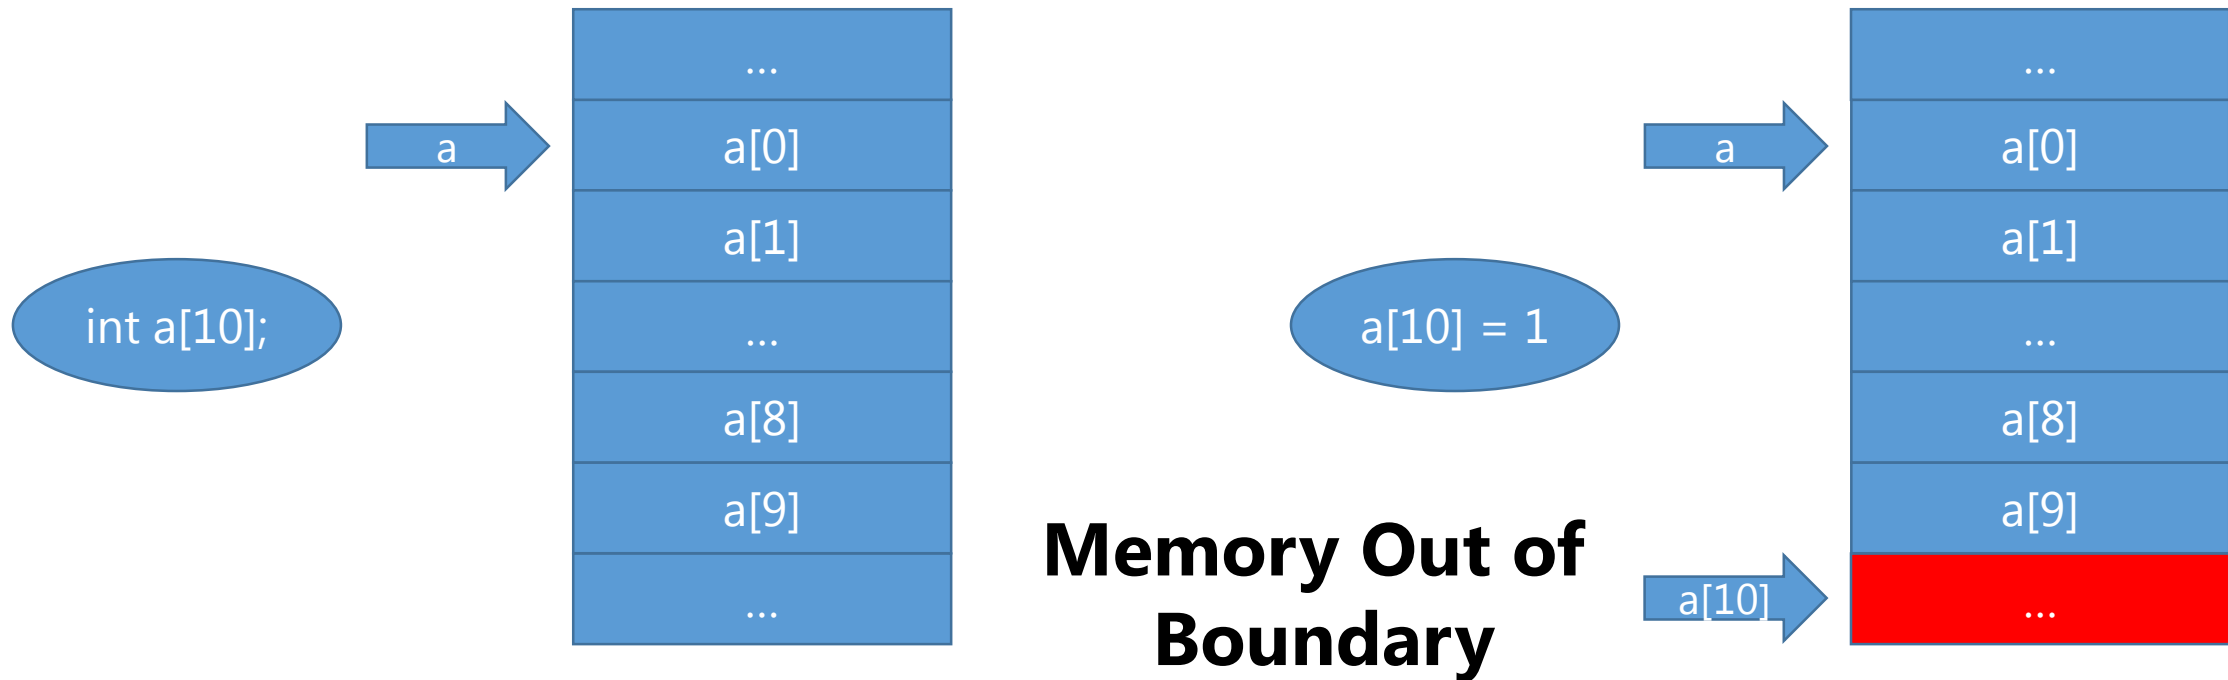 int a[10];
a
...
a[0]
a[1]
...
a[8]
a[9]
...
a[10] = 1
Memory Out of
Boundary
a
a[10]
...
a[0]
a[1]
...
a[8]
a[9]
...